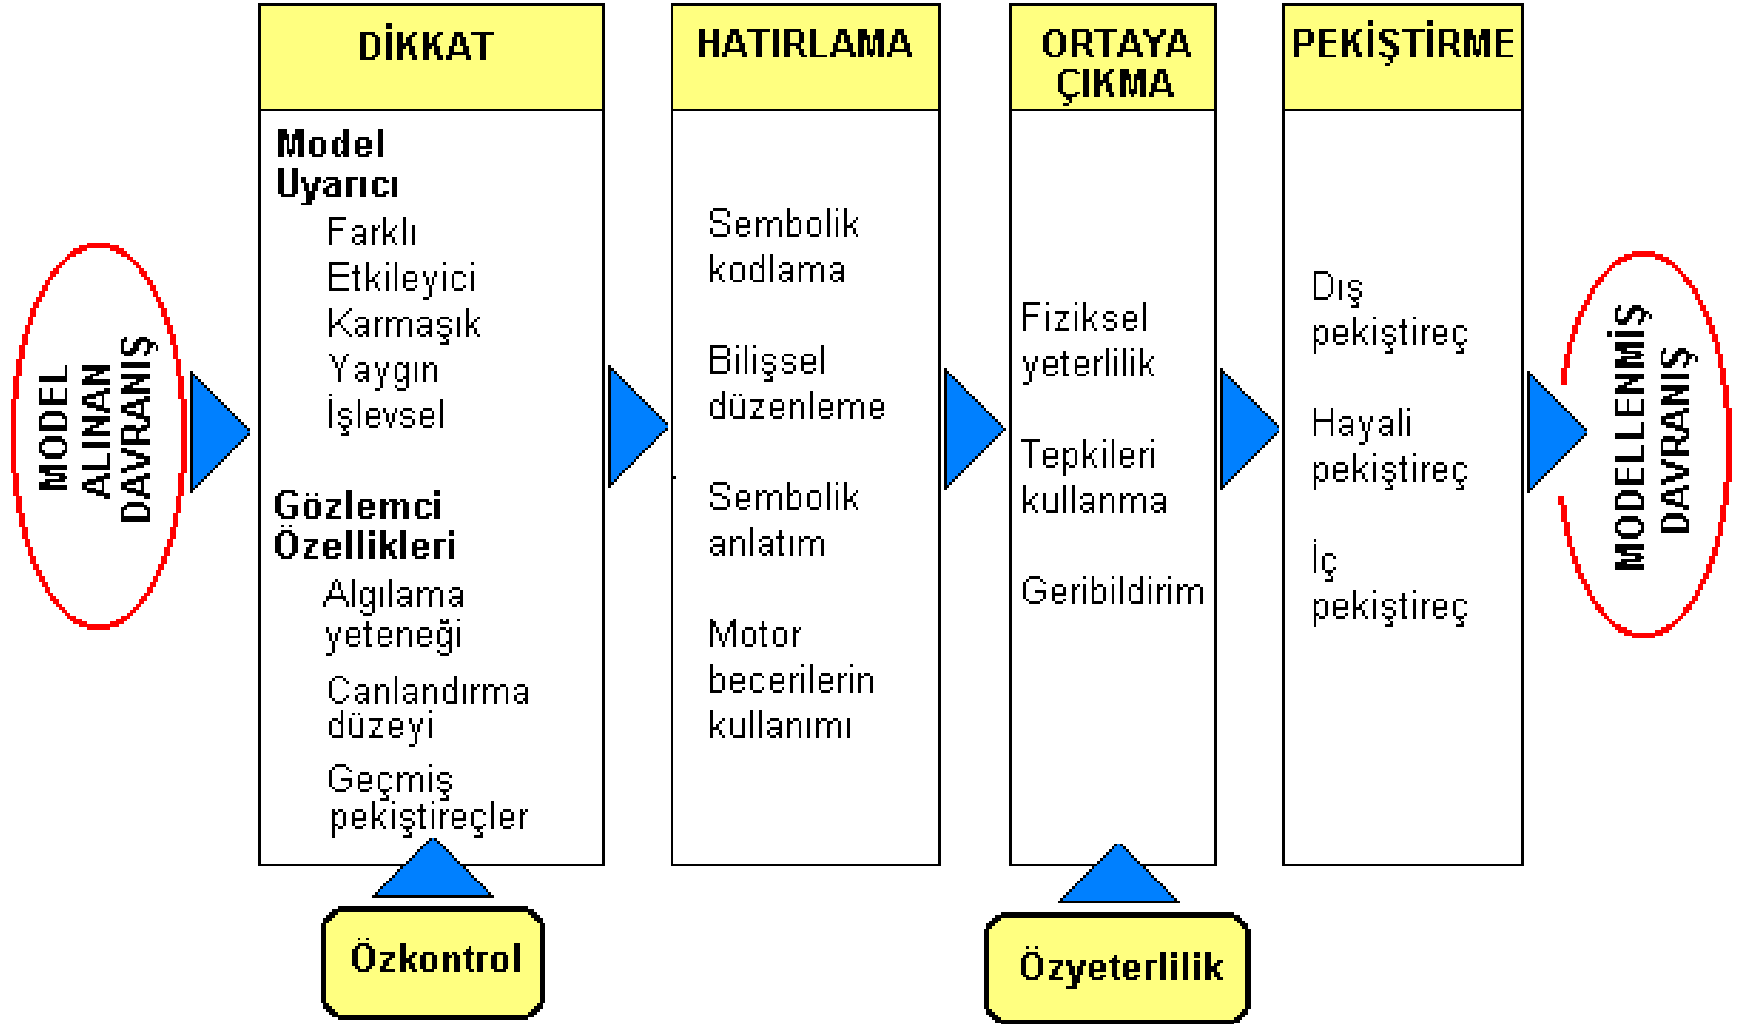 MODEL
ALINAN
DAVRANIŞ
DİKKAT
Model
Uyarıcı
Farklı
Etkileyici
Karmaşık
Yaygın
İşlevsel
Gözlemci
Özellikleri
Algılama
yeteneği
Canlandırma
düzeyi
Geçmiş
pekiştireçler
Özkontrol
HATIRLAMA
Sembolik
kodlama
Bilişsel
düzenleme
Sembolik
anlatım
Motor
becerilerin
kullanımı
ORTAYA
ÇIKMA
Fiziksel
yeterlilik
Tepkileri
kullanma
Geribildirim
Özyeterlilik
PEKİŞTİRME
Dış
pekiştireç
Hayali
pekiştireç
İç
pekiştireç
MODELLENMİŞ
DAVRANIŞ